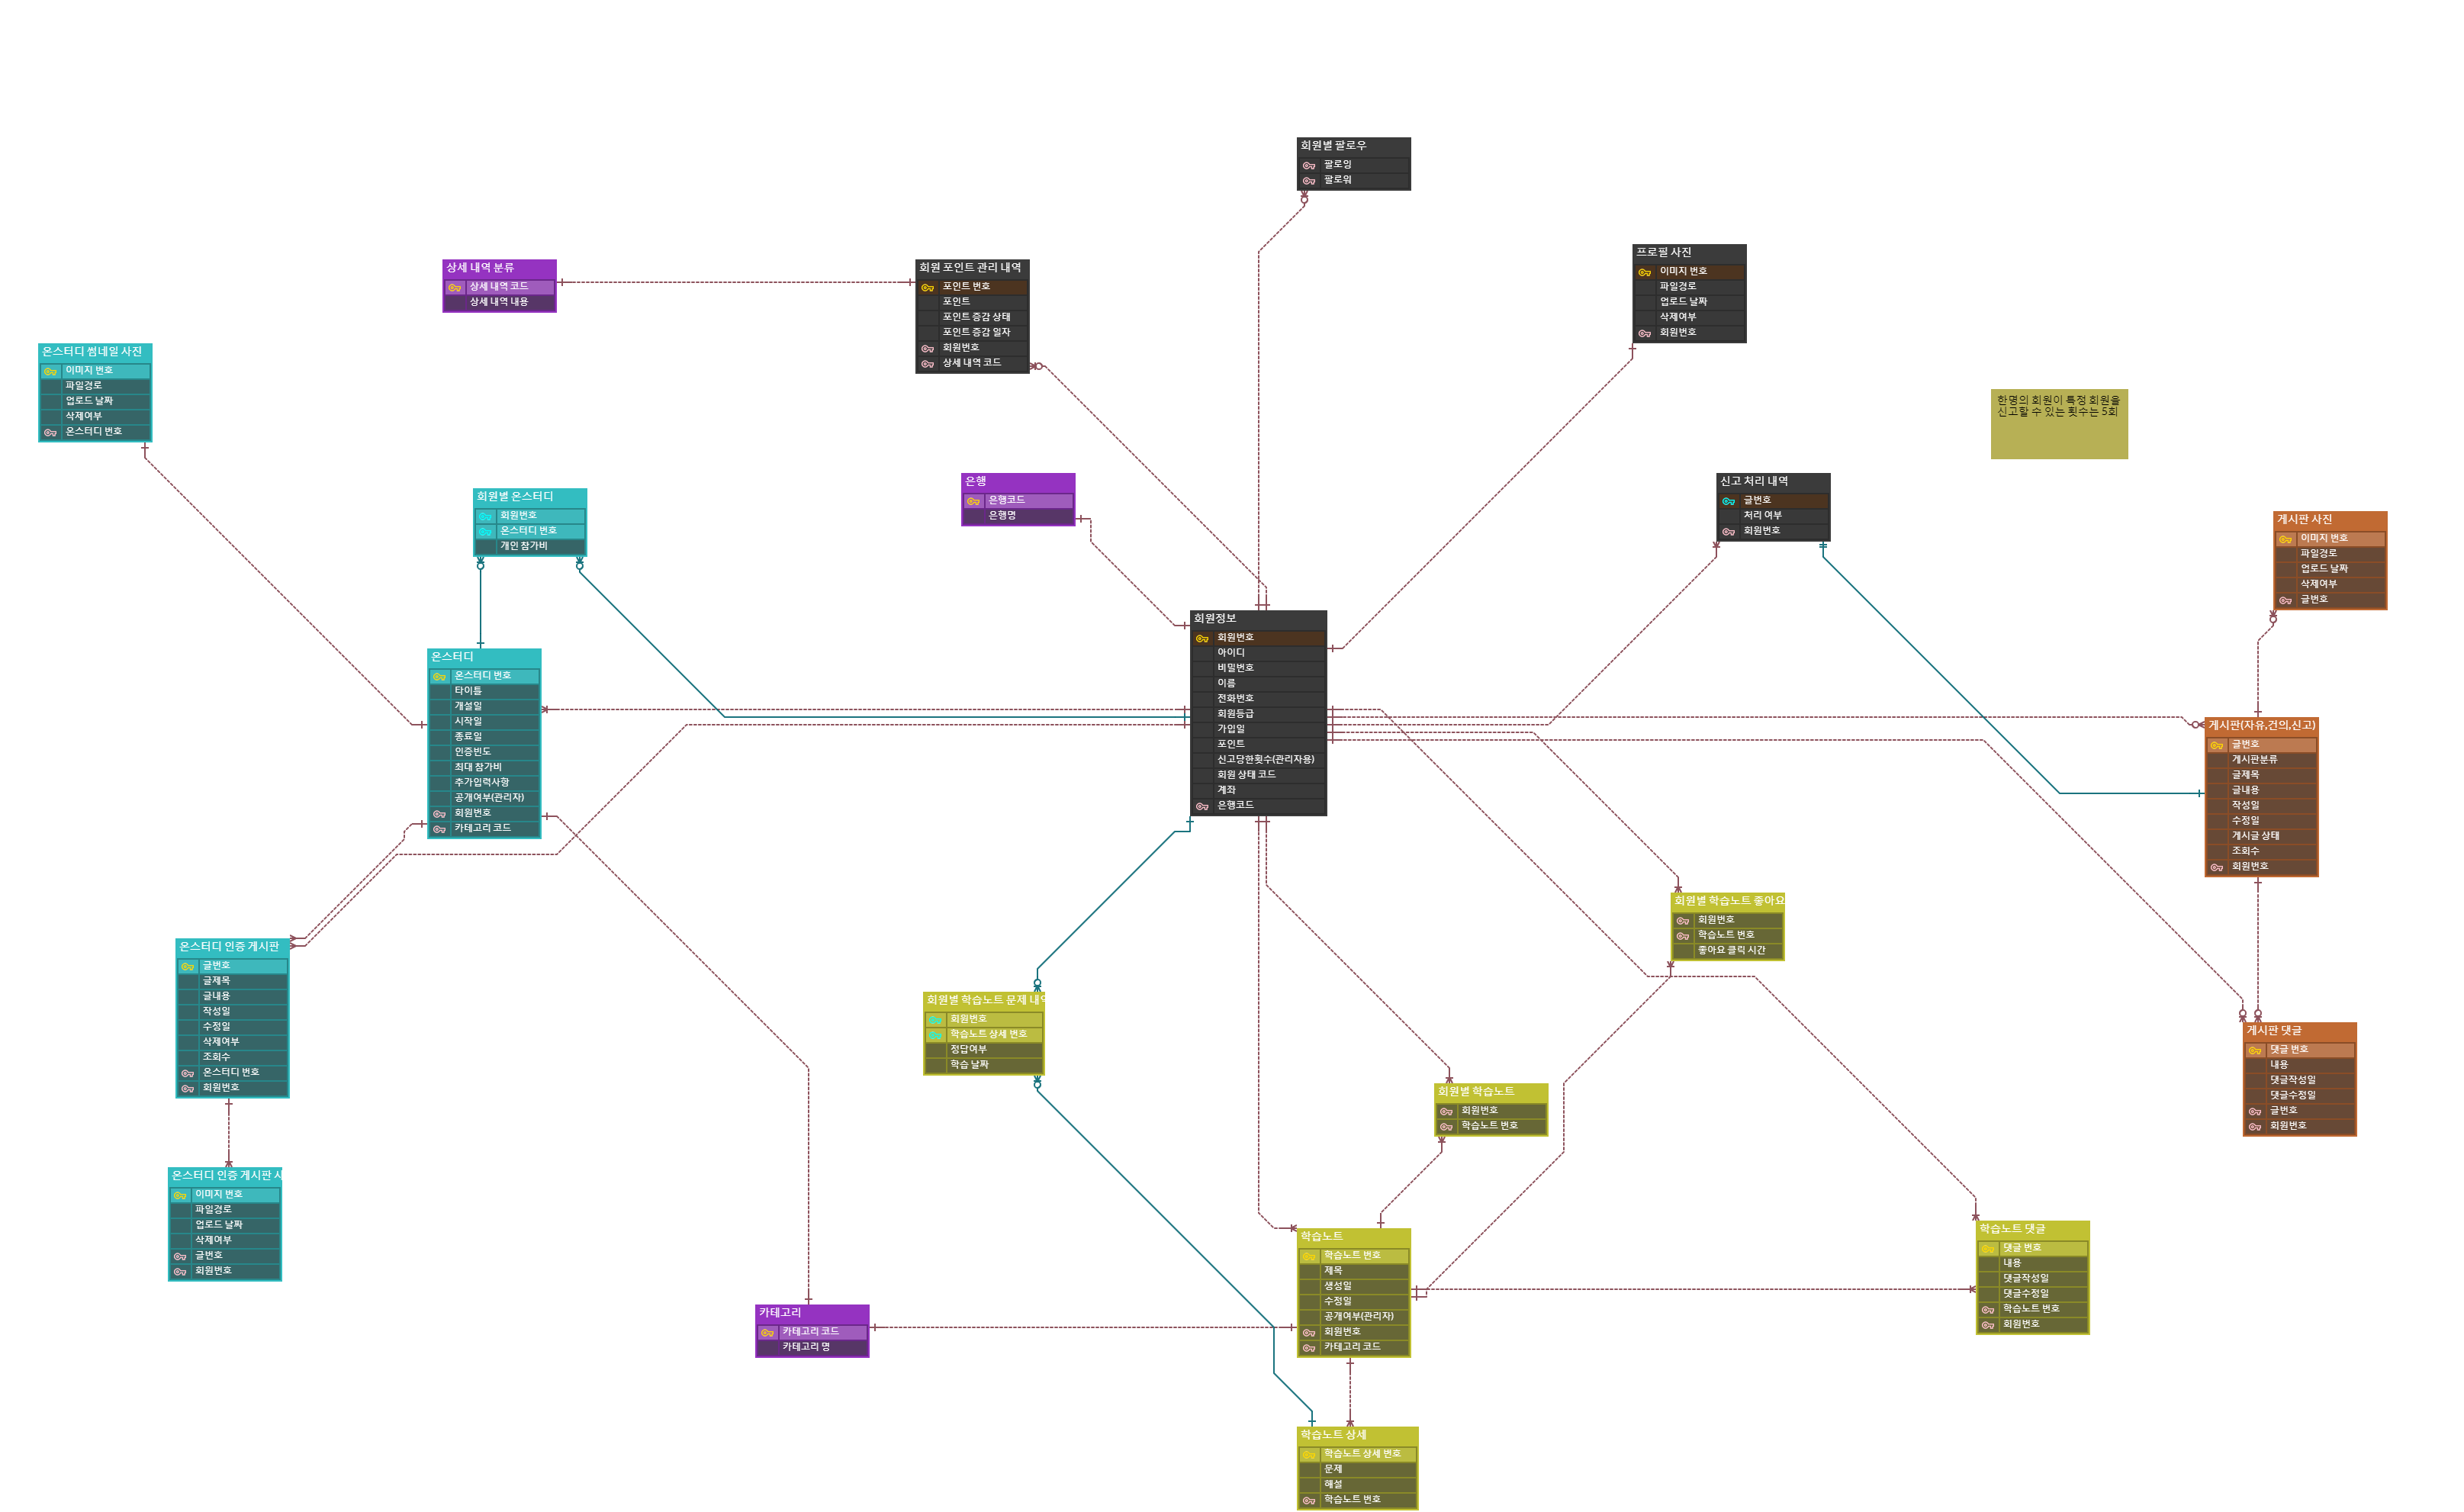 회원별 팔로우
팔로잉
팔로워
프로필 사진
이미지 번호
파일경로
업로드 날짜
삭제여부
회원번호
상세 내역 분류
상세 내역 코드
상세 내역 내용
회원 포인트 관리 내역
포인트 번호
포인트
포인트 증감 상태
포인트 증감 일자
회원번호
상세 내역 코드
온스터디 썸네일 사진
이미지 번호
파일경로
업로드 날짜
삭제여부
온스터디 번호
한명의 회원이 특정 회원을
신고할 수 있는 횟수는 5회
은행
은행코드
은행명
신고 처리 내역
글번호
처리 여부
회원번호
회원별 온스터디
회원번호
온스터디 번호
개인 참가비
게시판 사진
이미지 번호
파일경로
업로드 날짜
삭제여부
글번호
회원정보
회원번호
아이디
비밀번호
이름
전화번호
회원등급
가입일
포인트
신고당한횟수(관리자용)
회원 상태 코드
계좌
은행코드
온스터디
온스터디 번호
타이틀
개설일
시작일
종료일
인증빈도
최대 참가비
추가입력사항
공개여부(관리자)
회원번호
카테고리 코드
게시판(자유,건의,신고)
글번호
게시판분류
글제목
글내용
작성일
수정일
게시글 상태
조회수
회원번호
회원별 학습노트 좋아요
회원번호
학습노트 번호
좋아요 클릭 시간
온스터디 인증 게시판
글번호
글제목
글내용
작성일
수정일
삭제여부
조회수
온스터디 번호
회원번호
회원별 학습노트 문제 내역
회원번호
학습노트 상세 번호
정답여부
학습 날짜
게시판 댓글
댓글 번호
내용
댓글작성일
댓글수정일
글번호
회원번호
회원별 학습노트
회원번호
학습노트 번호
온스터디 인증 게시판
이미지 번호
파일경로
업로드 날짜
삭제여부
글번호
회원번호
학습노트
학습노트 번호
제목
생성일
수정일
공개여부(관리자)
회원번호
카테고리 코드
학습노트 댓글
댓글 번호
내용
댓글작성일
댓글수정일
학습노트 번호
회원번호
카테고리
카테고리 코드
카테고리 명
학습노트 상세
학습노트 상세 번호
문제
해설
학습노트 번호